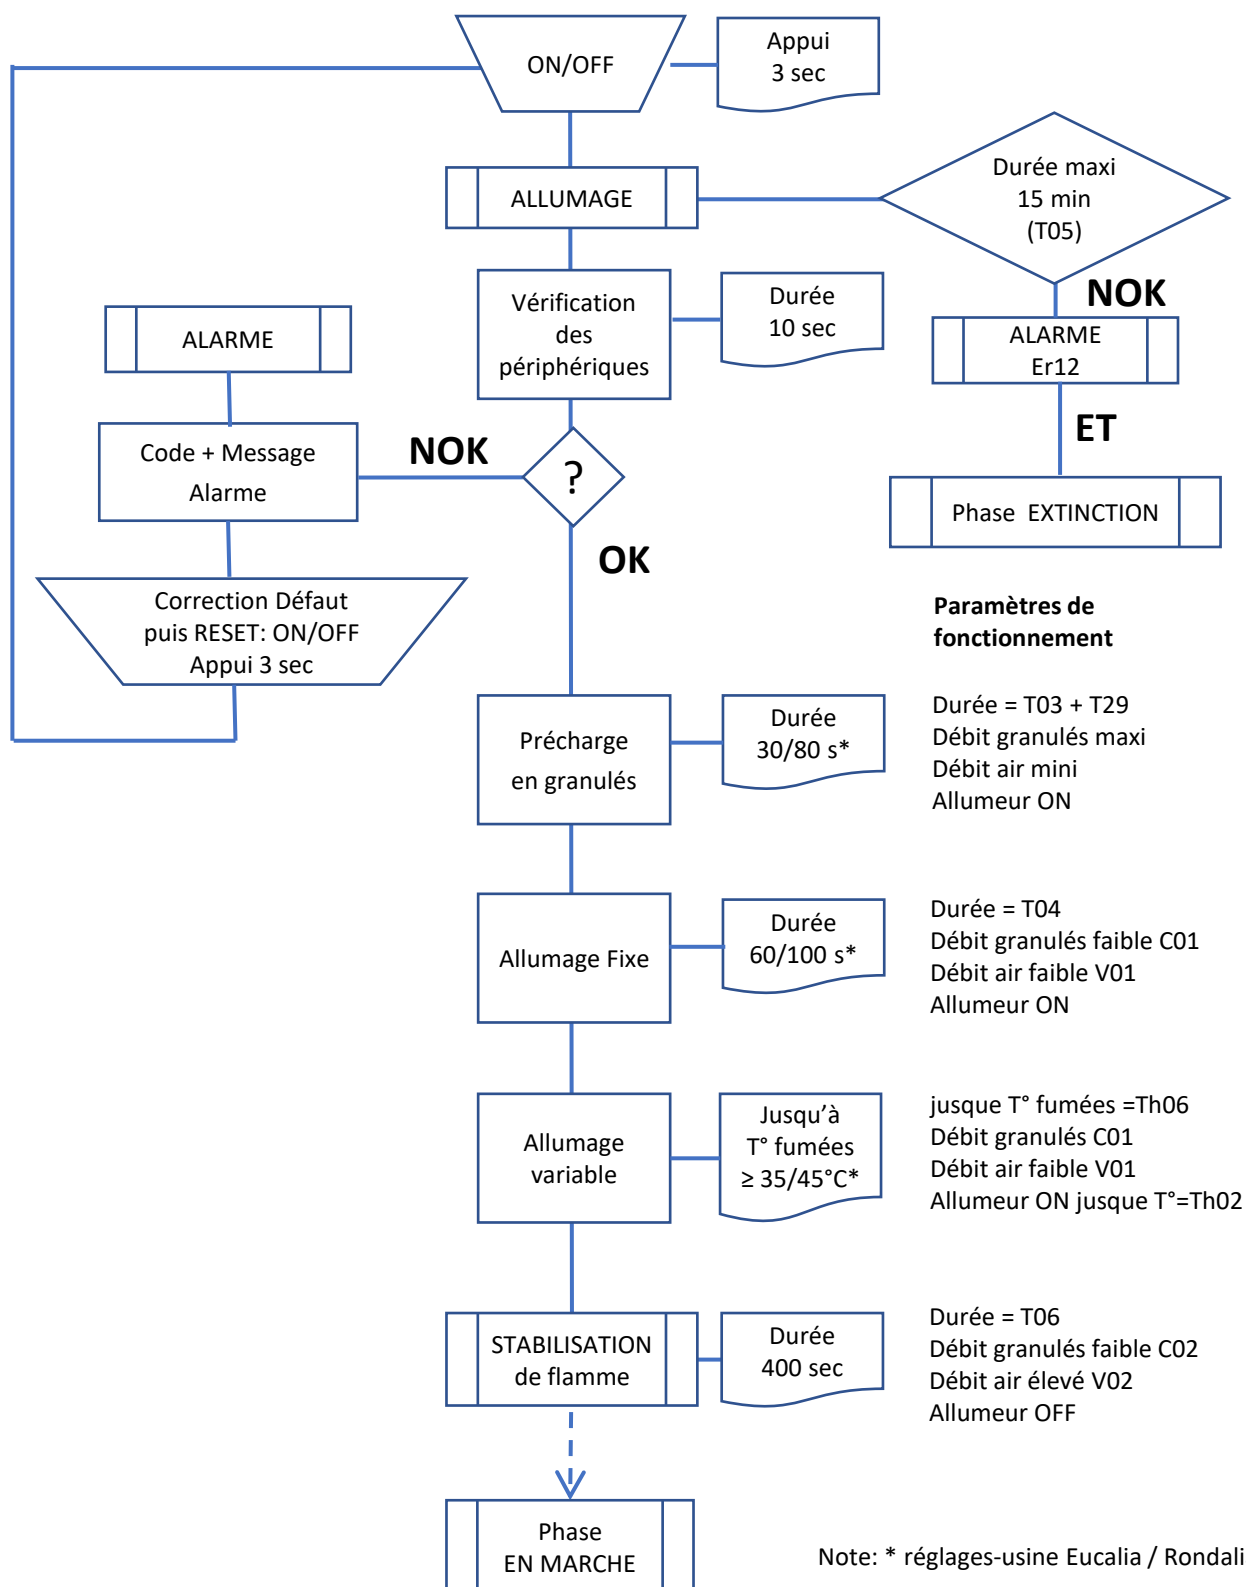 ON/OFF
Appui
3 sec
ALLUMAGE
Durée maxi
15 min
(T05)
NOK
ALARME
Er12
ET
Phase  EXTINCTION
Vérification
des
périphériques
Durée
10 sec
ALARME
Code + Message
Alarme
NOK
?
OK
Correction Défaut
puis RESET: ON/OFF
Appui 3 sec
Paramètres de
fonctionnement
Précharge
en granulés
Durée
30/80 s*
Durée = T03 + T29
Débit granulés maxi
Débit air mini
Allumeur ON
Allumage Fixe
Durée
60/100 s*
Durée = T04
Débit granulés faible C01
Débit air faible V01
Allumeur ON
Allumage
variable
Jusqu’à
T° fumées
≥ 35/45°C*
jusque T° fumées =Th06
Débit granulés C01
Débit air faible V01
Allumeur ON jusque T°=Th02
STABILISATION
de flamme
Durée
400 sec
Durée = T06
Débit granulés faible C02
Débit air élevé V02
Allumeur OFF
Phase
EN MARCHE
Note: * réglages-usine Eucalia / Rondali